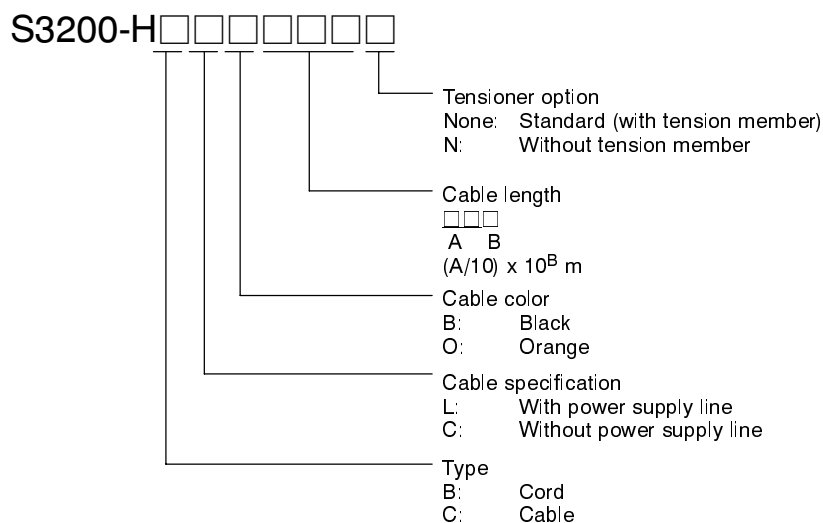 S3200-H□□□□□□□
Tensioner option
None: Standard (with tension member)
N: Without tension member
Cable length
□□□
A B
(A/10) x 10ᴮ m
Cable color
B: Black
O: Orange
Cable specification
L: With power supply line
C: Without power supply line
Type
B: Cord
C: Cable